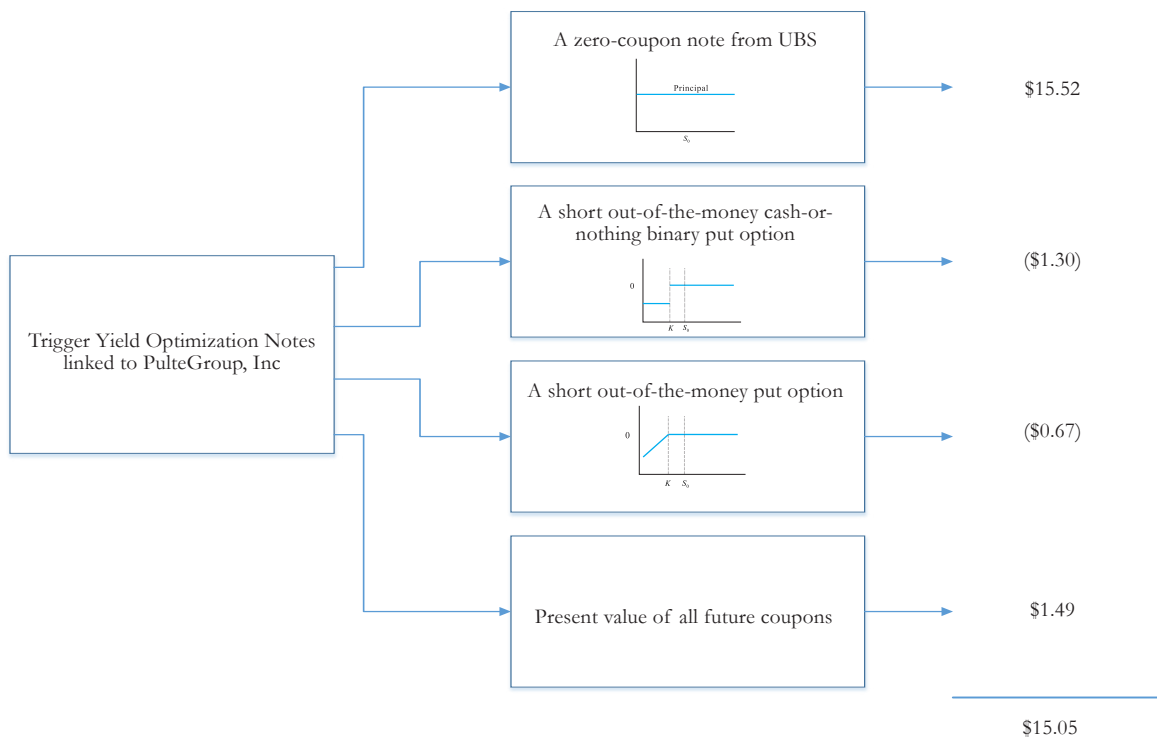 A zero-coupon note from UBS
Principal
S0
$15.52
A short out-of-the-money cash-or-
nothing binary put option
0
K S0
($1.30)
Trigger Yield Optimization Notes
linked to PulteGroup, Inc
A short out-of-the-money put option
0
K S0
($0.67)
Present value of all future coupons
$1.49
$15.05